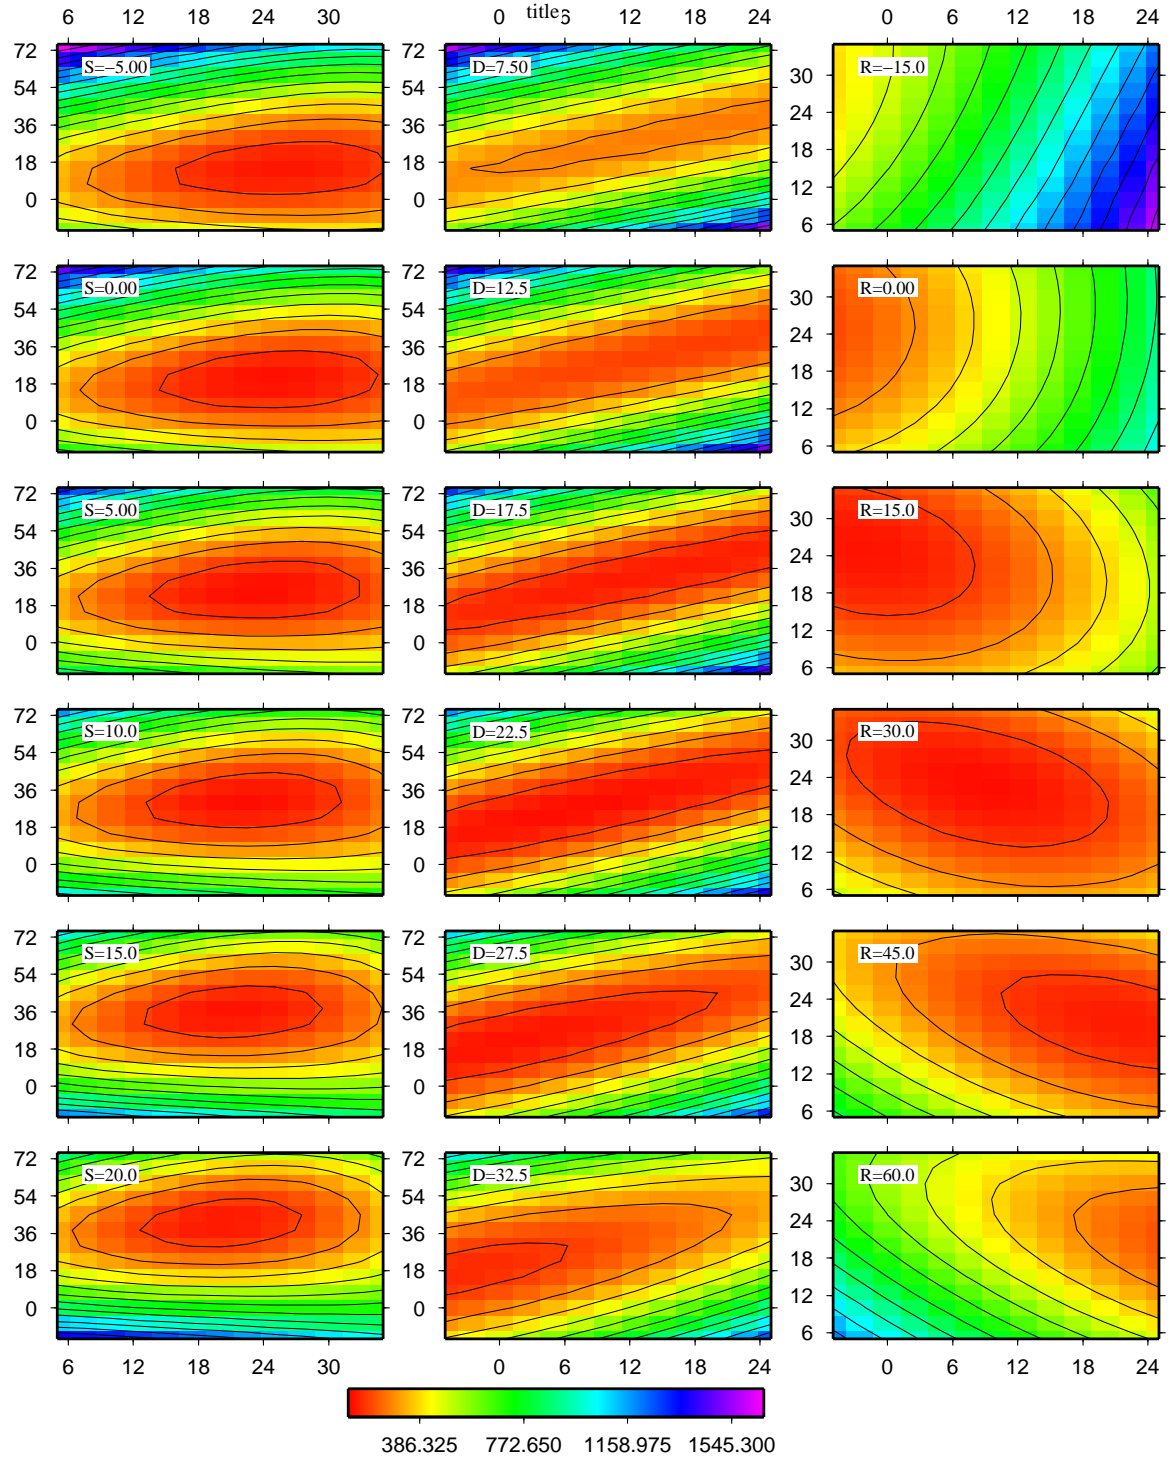 6 12 18 24 30 0 title 6 12 18 24 0 6 12 18 24
72 54 36 18 0 S=−5.00 D=7.50 72 54 36 18 0 R=−15.0 30 24 18 12 6
72 54 36 18 0 S=0.00 D=12.5 72 54 36 18 0 R=0.00 30 24 18 12 6
72 54 36 18 0 S=5.00 D=17.5 72 54 36 18 0 R=15.0 30 24 18 12 6
72 54 36 18 0 S=10.0 D=22.5 72 54 36 18 0 R=30.0 30 24 18 12 6
72 54 36 18 0 S=15.0 D=27.5 72 54 36 18 0 R=45.0 30 24 18 12 6
72 54 36 18 0 S=20.0 D=32.5 72 54 36 18 0 R=60.0 30 24 18 12 6
6 12 18 24 30 0 6 12 18 24 0 6 12 18 24
386.325 772.650 1158.975 1545.300